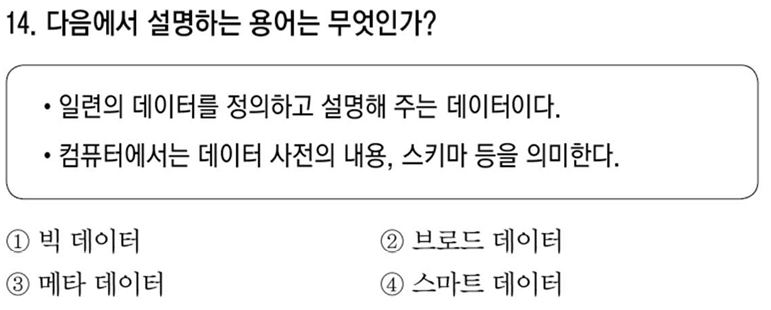 14. 다음에서 설명하는 용어는 무엇인가?
• 일련의 데이터를 정의하고 설명해 주는 데이터이다.
• 컴퓨터에서는 데이터 사전의 내용, 스키마 등을 의미한다.
① 빅 데이터 ② 브로드 데이터
③ 메타 데이터 ④ 스마트 데이터